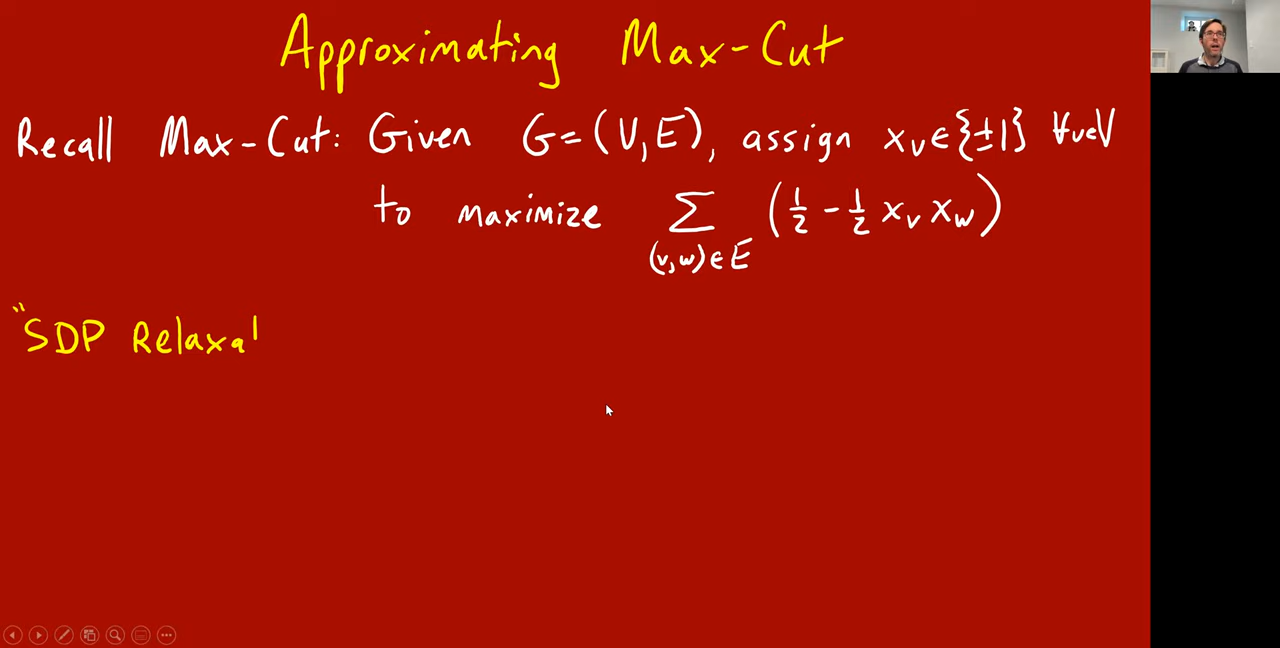 Approximating Max-Cut
Recall Max-Cut: Given G=(V,E), assign x_v∈{±1} ∀v∈V
to maximize ∑_{(v,w)∈E} (1/2 - 1/2 x_v x_w)
"SDP Relaxa